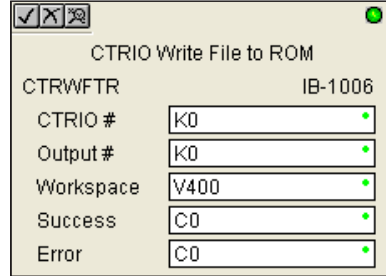 CTRIO Write File to ROM
CTRWFTR IB-1006
CTRIO # K0
Output # K0
Workspace V400
Success C0
Error C0